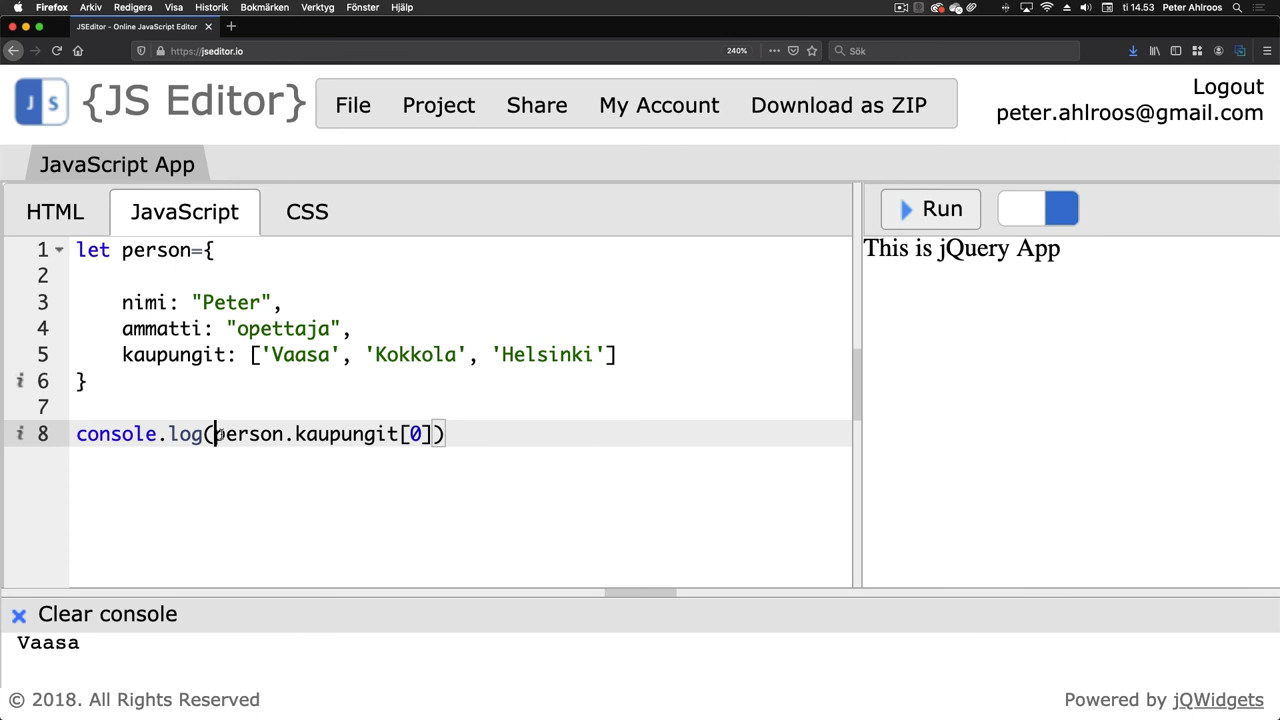 Firefox Arkiv Redigera Visa Historik Bokmärken Verktyg Fönster Hjälp ti 14.53 Peter Ahlroos
JSEditor - Online JavaScript Editor
https://jseditor.io 240% Sök
JS {JS Editor} File Project Share My Account Download as ZIP Logout
peter.ahlroos@gmail.com
JavaScript App
HTML JavaScript CSS Run
1 let person={ This is jQuery App
2
3 nimi: "Peter",
4 ammatti: "opettaja",
5 kaupungit: ['Vaasa', 'Kokkola', 'Helsinki']
i 6 }
7
i 8 console.log(person.kaupungit[0])
Clear console
Vaasa
© 2018. All Rights Reserved Powered by jQWidgets